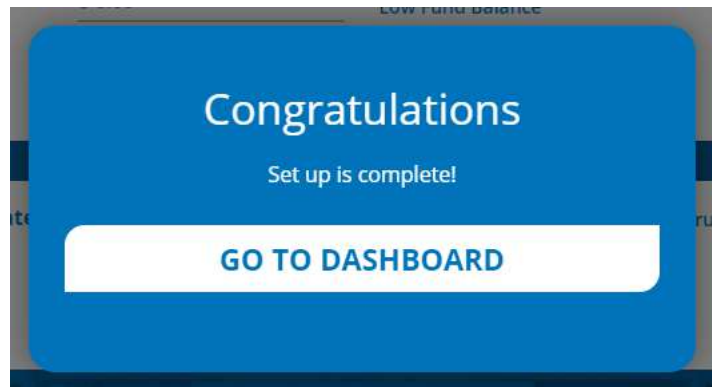 Low Fund Balance
Congratulations
Set up is complete!
GO TO DASHBOARD